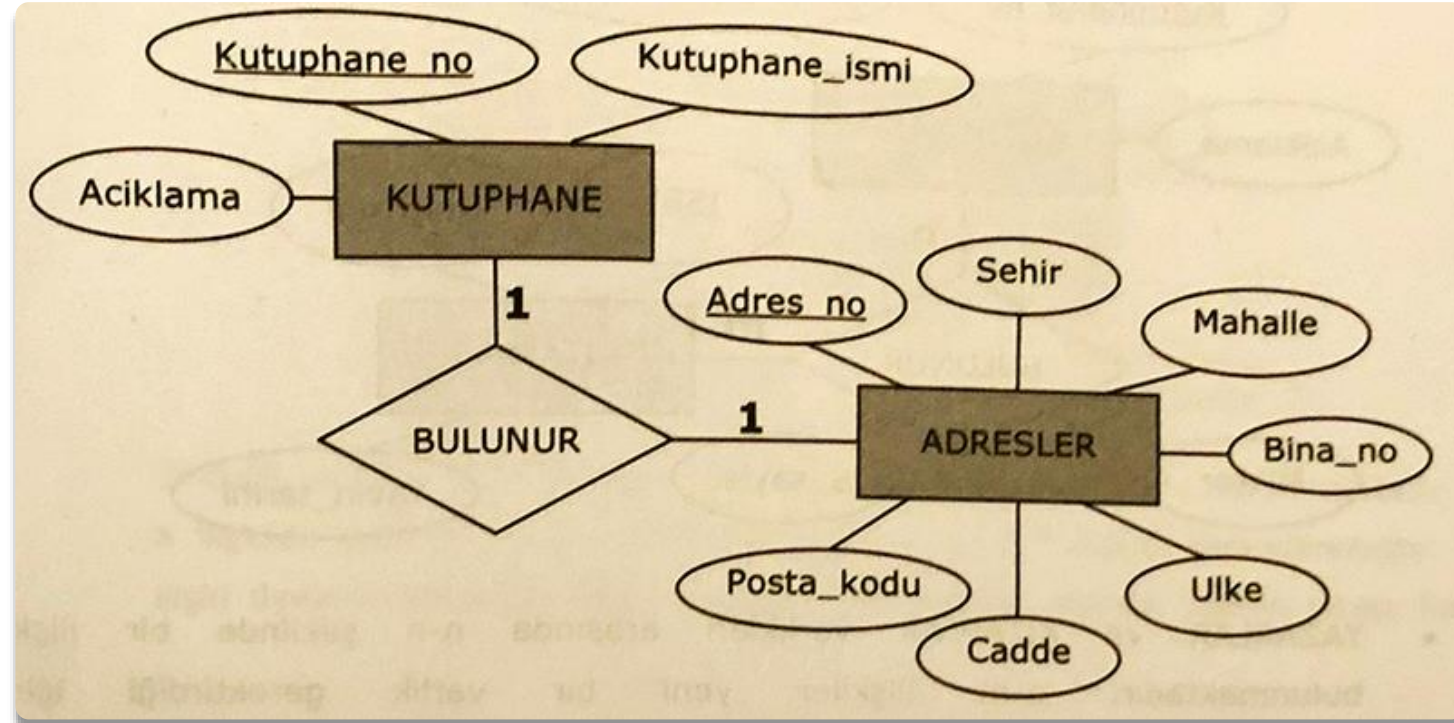 Kutuphane_no
Kutuphane_ismi
Aciklama
KUTUPHANE
1
Adres_no
Sehir
Mahalle
BULUNUR
1
ADRESLER
Bina_no
Posta_kodu
Ulke
Cadde